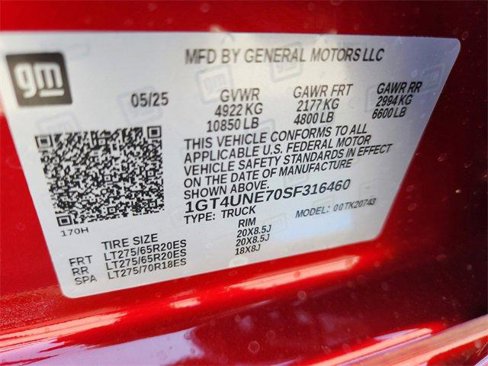 MFD BY GENERAL MOTORS LLC
gm
05/25
GVWR GAWR FRT GAWR RR
4922 KG 2177 KG 2994 KG
10850 LB 4800 LB 6600 LB
THIS VEHICLE CONFORMS TO ALL
APPLICABLE U.S. FEDERAL MOTOR
VEHICLE SAFETY STANDARDS IN EFFECT
ON THE DATE OF MANUFACTURE
SHOWN ABOVE.
1GT4UNE70SF316460
TYPE: TRUCK MODEL: 00TK20743
170H
TIRE SIZE RIM
FRT LT275/65R20ES 20X8.5J
RR LT275/65R20ES 20X8.5J
SPA LT275/70R18ES 18X8J